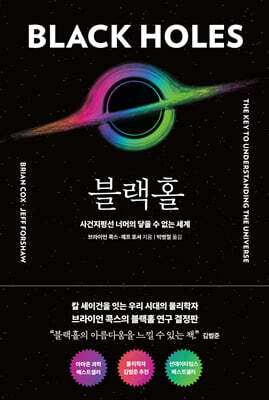 BLACK HOLES
THE KEY TO UNDERSTANDING THE UNIVERSE
BRIAN COX · JEFF FORSHAW
블랙홀
사건지평선 너머의 닿을 수 없는 세계
브라이언 콕스·제프 포셔 지음 | 박병철 옮김
칼 세이건을 잇는 우리 시대의 물리학자
브라이언 콕스의 블랙홀 연구 결정판
“블랙홀의 아름다움을 느낄 수 있는 책.” 김범준
아마존 과학
베스트셀러
물리학자
김범준 추천
선데이타임스
베스트셀러